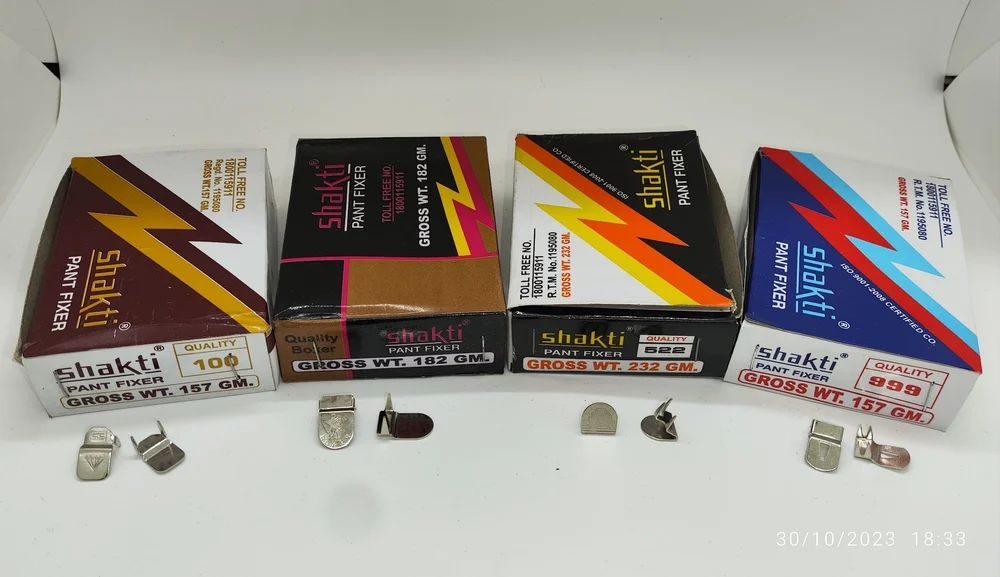 TOLL FREE NO.
1800115911
Regd. No. 1195080
GROSS WT.157 GM.
shakti®
PANT FIXER
shakti®
PANT FIXER
QUALITY
100
GROSS WT. 157 GM.
shakti®
PANT FIXER
TOLL FREE NO.
1800115911
GROSS WT. 182 GM.
Quality
Boxer
shakti®
PANT FIXER
GROSS WT. 182 GM.
ISO 9001-2008 CERTIFIED CO.
shakti®
PANT FIXER
TOLL FREE NO.
1800115911
R.T.M. No.1195080
GROSS WT. 232 GM.
shakti®
PANT FIXER
QUALITY
522
GROSS WT. 232 GM.
TOLL FREE NO.
1800115911
R.T.M. No 1195080
GROSS WT. 157 GM.
shakti®
PANT FIXER
ISO.9001-2008 CERTIFIED CO.
shakti®
PANT FIXER
QUALITY
999
GROSS WT. 157 GM.
30/10/2023 18:33